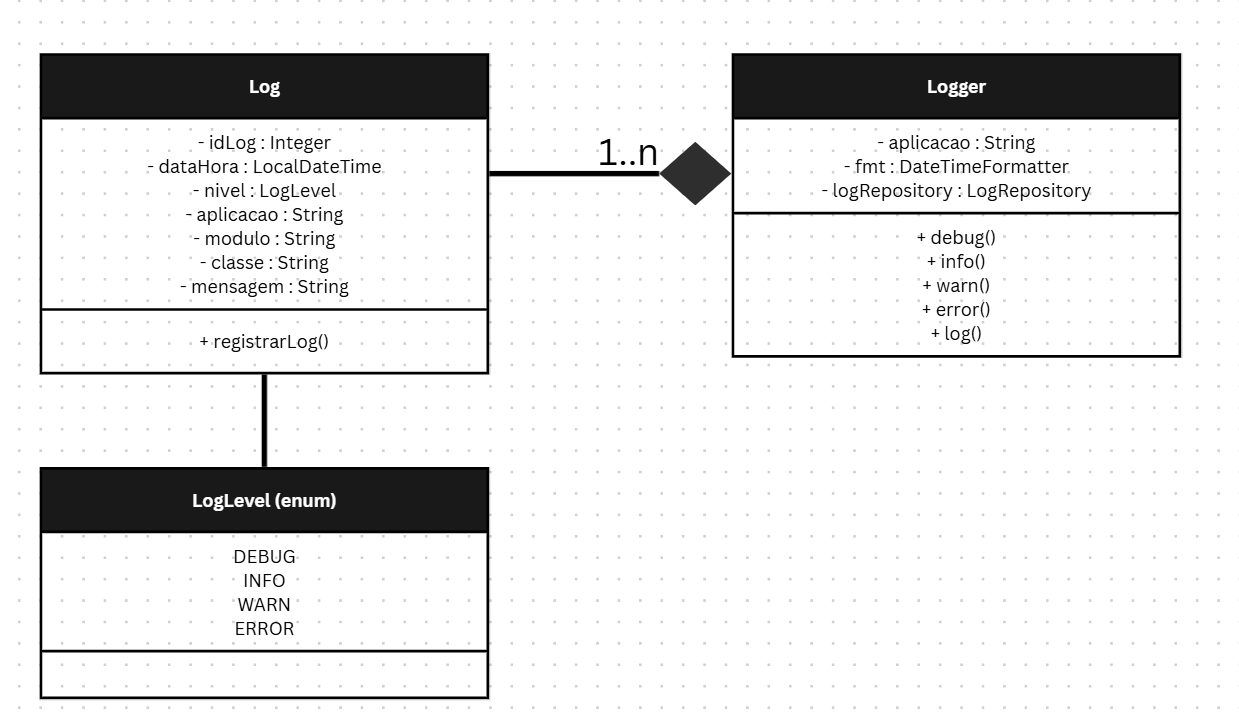 Log
- idLog : Integer
- dataHora : LocalDateTime
- nivel : LogLevel
- aplicacao : String
- modulo : String
- classe : String
- mensagem : String
+ registrarLog()
1..n
Logger
- aplicacao : String
- fmt : DateTimeFormatter
- logRepository : LogRepository
+ debug()
+ info()
+ warn()
+ error()
+ log()
LogLevel (enum)
DEBUG
INFO
WARN
ERROR